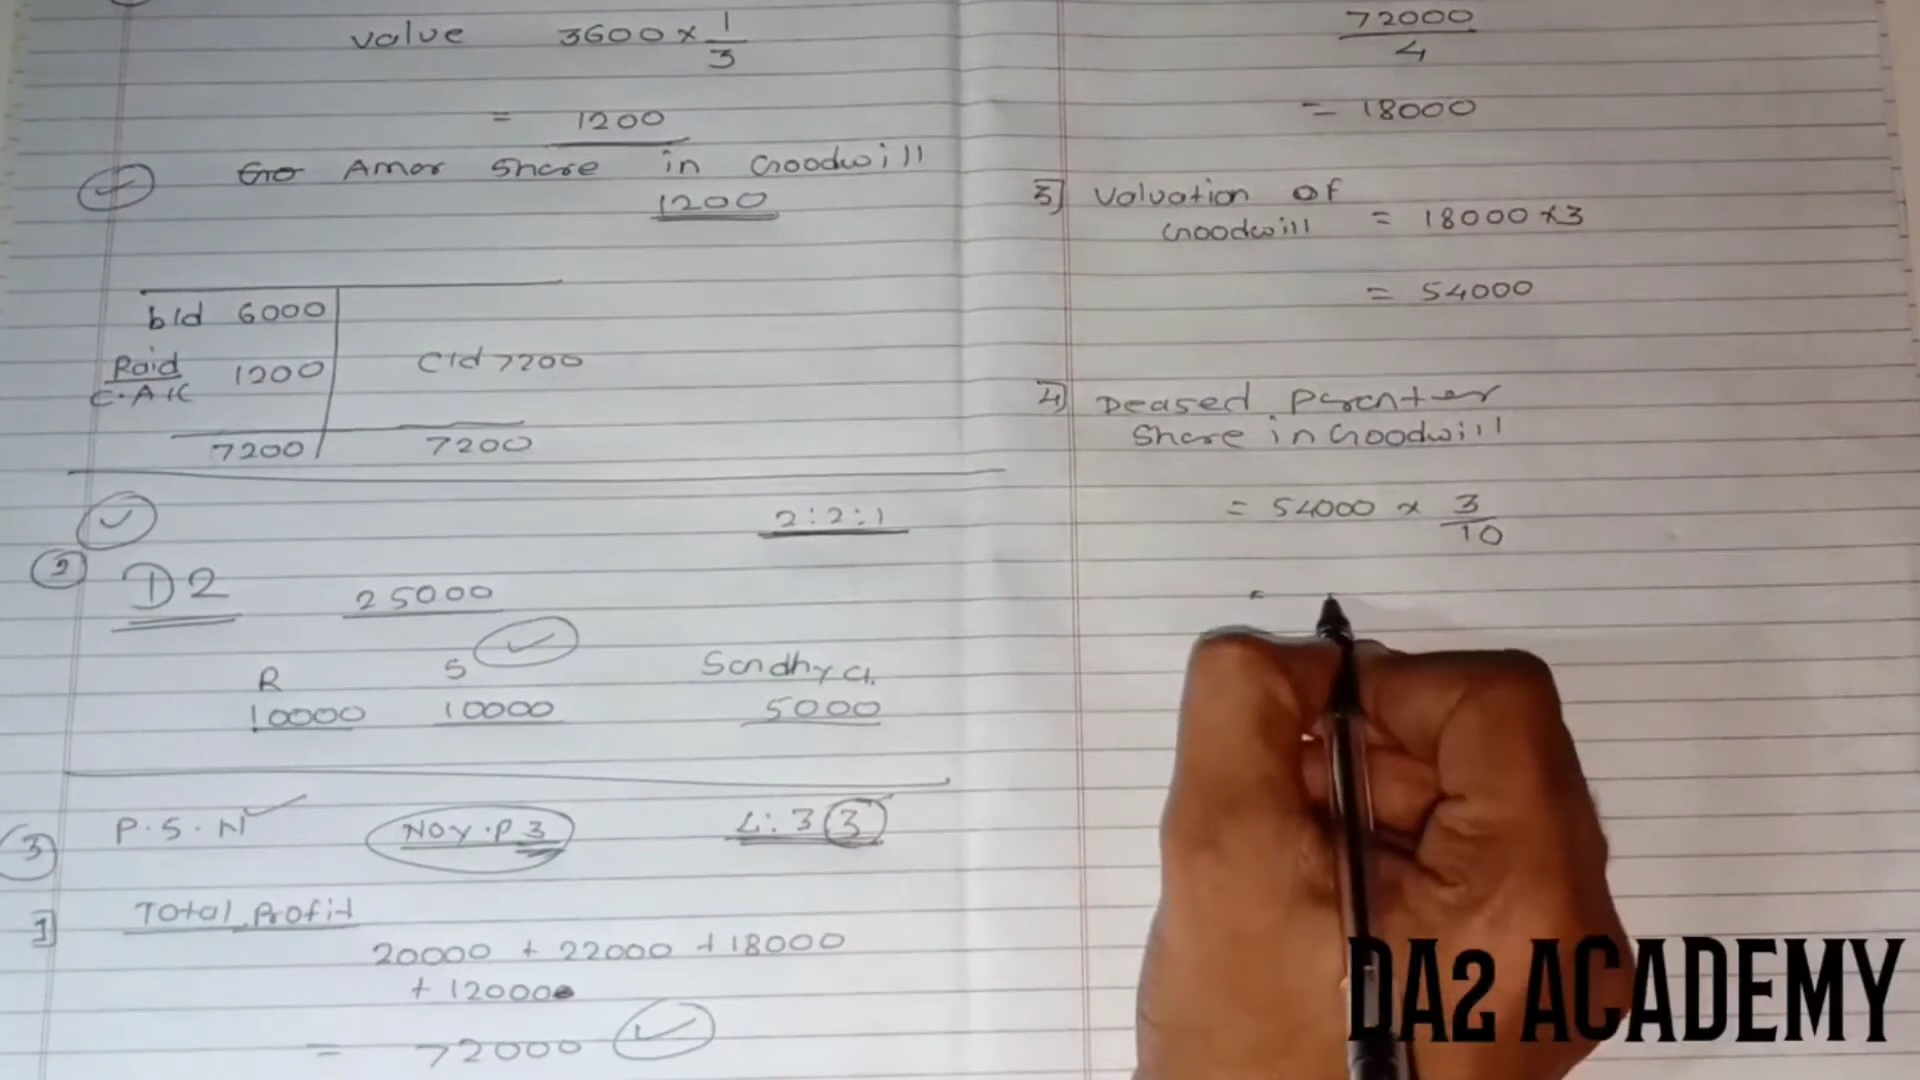 value 3600 × 1/3
= 1200
Amar Share in Goodwill
1200
b/d 6000
Paid 1200 C/d 7200
C.A/c
7200 7200
2:2:1
2
D2 25000
R S Sandhya.
10000 10000 5000
3 P.S.N NOY.P 3 4:3 3
1] Total Profit
20000 + 22000 + 18000
+ 12000
= 72000
72000
4
= 18000
3] Valuation of
Goodwill = 18000 × 3
= 54000
4] Deased Parenter
Share in Goodwill
= 54000 × 3/10
=
DA2 ACADEMY